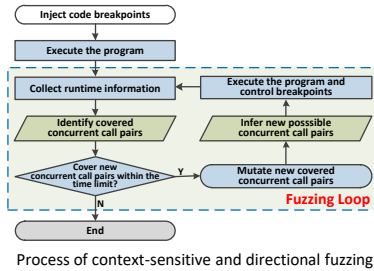 Inject code breakpoints
Execute the program
Collect runtime information
Execute the program and
control breakpoints
Identify covered
concurrent call pairs
Infer new posssible
concurrent call pairs
Cover new
concurrent call pairs within the
time limit?
Y
Mutate new covered
concurrent call pairs
N
Fuzzing Loop
End
Process of context-sensitive and directional fuzzing